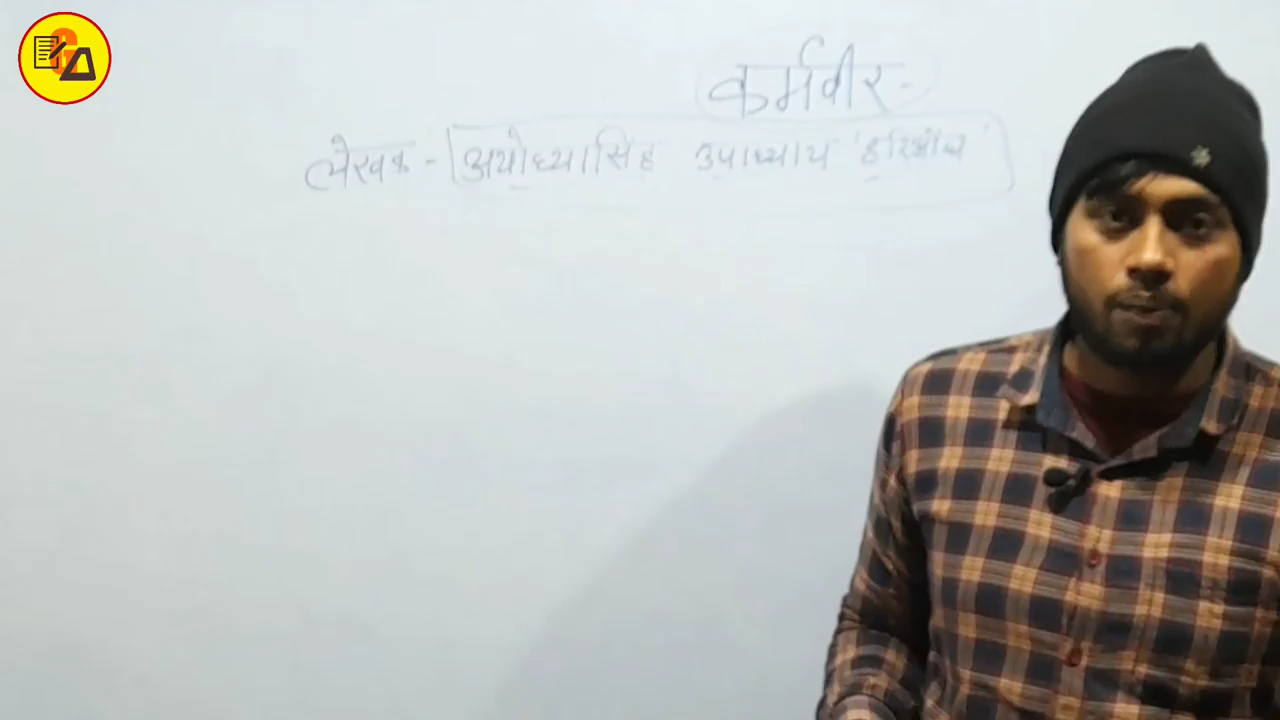 कर्मवीर -
लेखक - अयोध्यासिंह उपाध्याय 'हरिऔध'